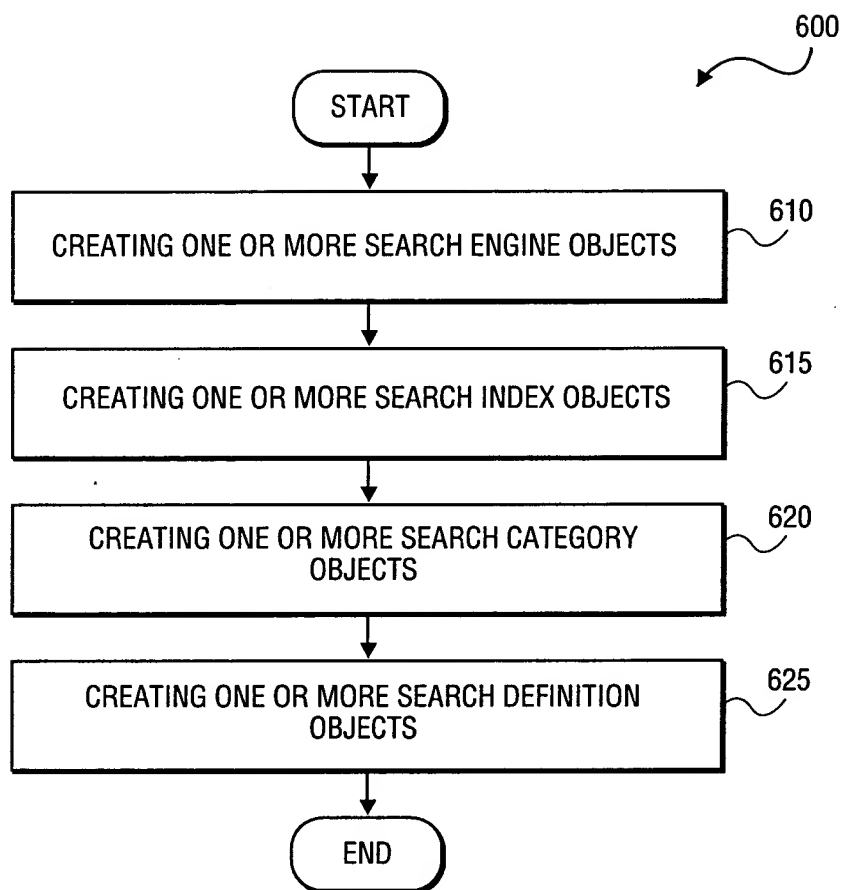 600
START
CREATING ONE OR MORE SEARCH ENGINE OBJECTS
610
CREATING ONE OR MORE SEARCH INDEX OBJECTS
615
CREATING ONE OR MORE SEARCH CATEGORY
OBJECTS
620
CREATING ONE OR MORE SEARCH DEFINITION
OBJECTS
625
END